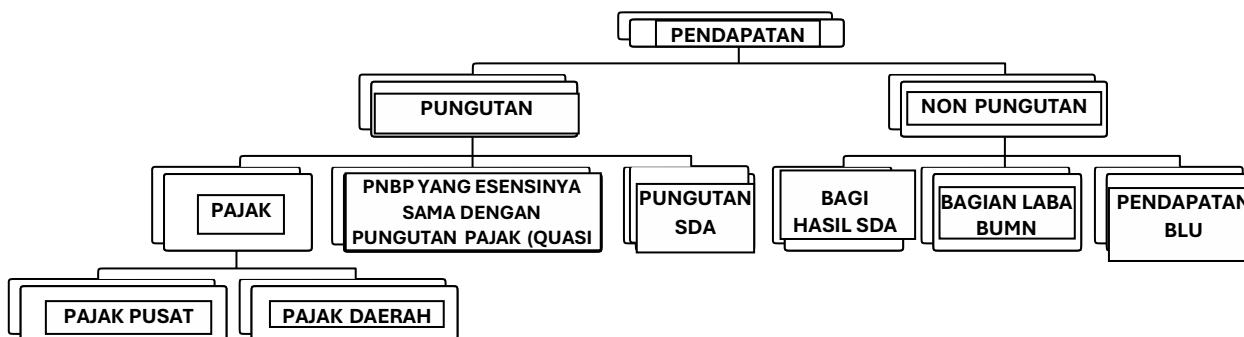 PENDAPATAN
PUNGUTAN
NON PUNGUTAN
PAJAK
PNBP YANG ESENSINYA
SAMA DENGAN
PUNGUTAN PAJAK (QUASI
PUNGUTAN
SDA
BAGI
HASIL SDA
BAGIAN LABA
BUMN
PENDAPATAN
BLU
PAJAK PUSAT
PAJAK DAERAH